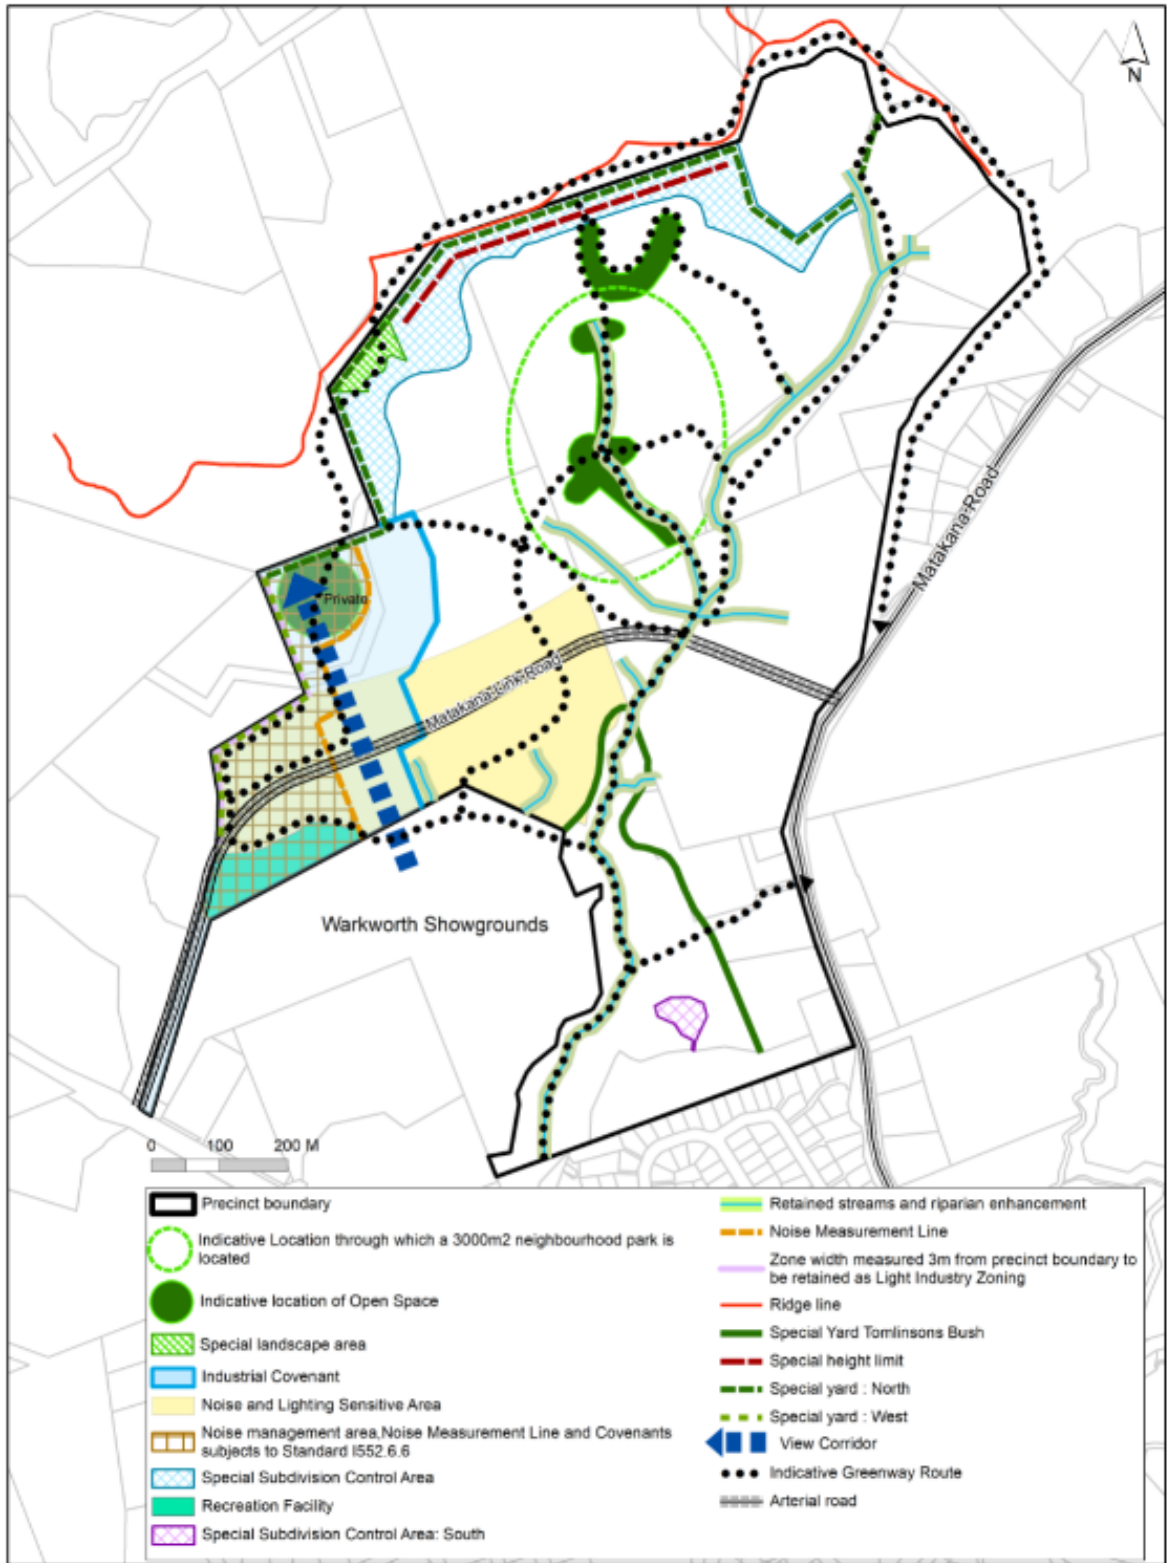 N
Matakana Road
Private
Matakana Link Road
Warkworth Showgrounds
0 100 200 M
Precinct boundary
Indicative Location through which a 3000m2 neighbourhood park is
located
Indicative location of Open Space
Special landscape area
Industrial Covenant
Noise and Lighting Sensitive Area
Noise management area,Noise Measurement Line and Covenants
subjects to Standard I552.6.6
Special Subdivision Control Area
Recreation Facility
Special Subdivision Control Area: South
Retained streams and riparian enhancement
Noise Measurement Line
Zone width measured 3m from precinct boundary to
be retained as Light Industry Zoning
Ridge line
Special Yard Tomlinsons Bush
Special height limit
Special yard : North
Special yard : West
View Corridor
Indicative Greenway Route
Arterial road